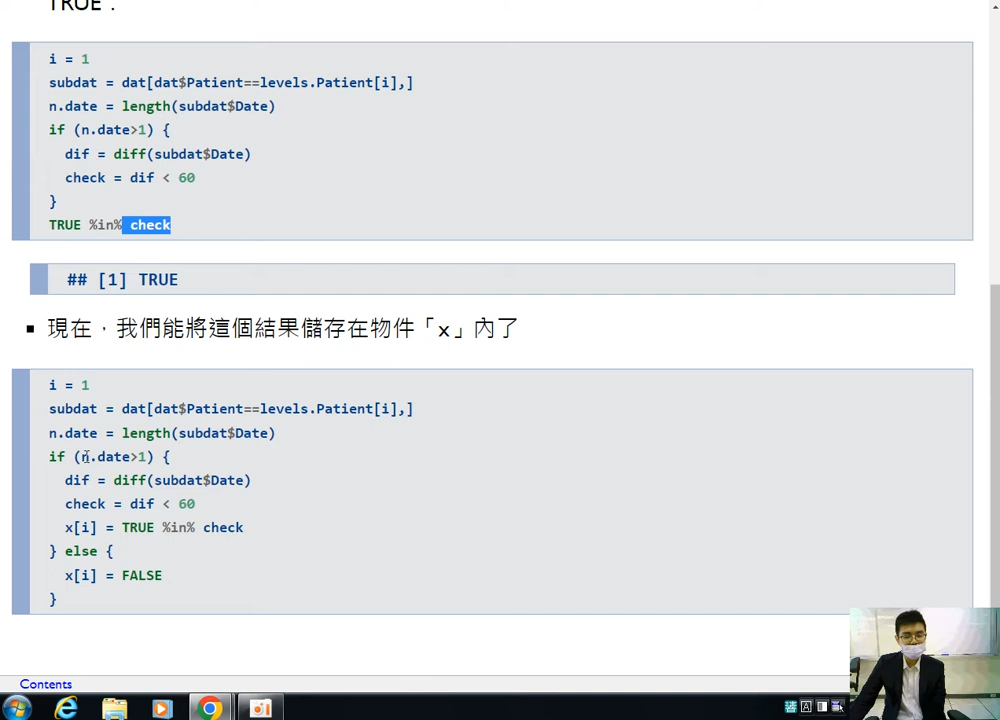 TRUE .
i = 1
subdat = dat[dat$Patient==levels.Patient[i],]
n.date = length(subdat$Date)
if (n.date>1) {
dif = diff(subdat$Date)
check = dif < 60
}
TRUE %in% check
## [1] TRUE
▪ 現在，我們能將這個結果儲存在物件「x」內了
i = 1
subdat = dat[dat$Patient==levels.Patient[i],]
n.date = length(subdat$Date)
if (n.date>1) {
dif = diff(subdat$Date)
check = dif < 60
x[i] = TRUE %in% check
} else {
x[i] = FALSE
}
Contents